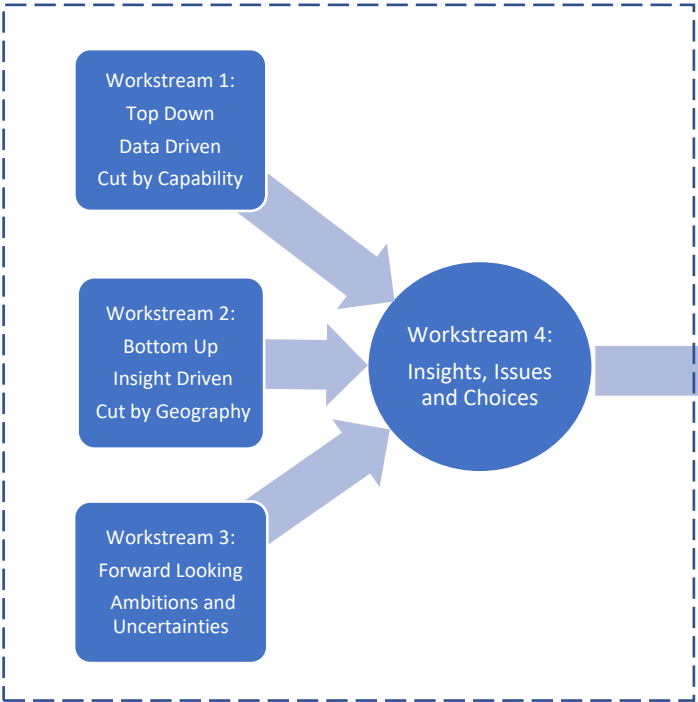 Workstream 1:
Top Down
Data Driven
Cut by Capability
Workstream 2:
Bottom Up
Insight Driven
Cut by Geography
Workstream 3:
Forward Looking
Ambitions and
Uncertainties
Workstream 4:
Insights, Issues
and Choices